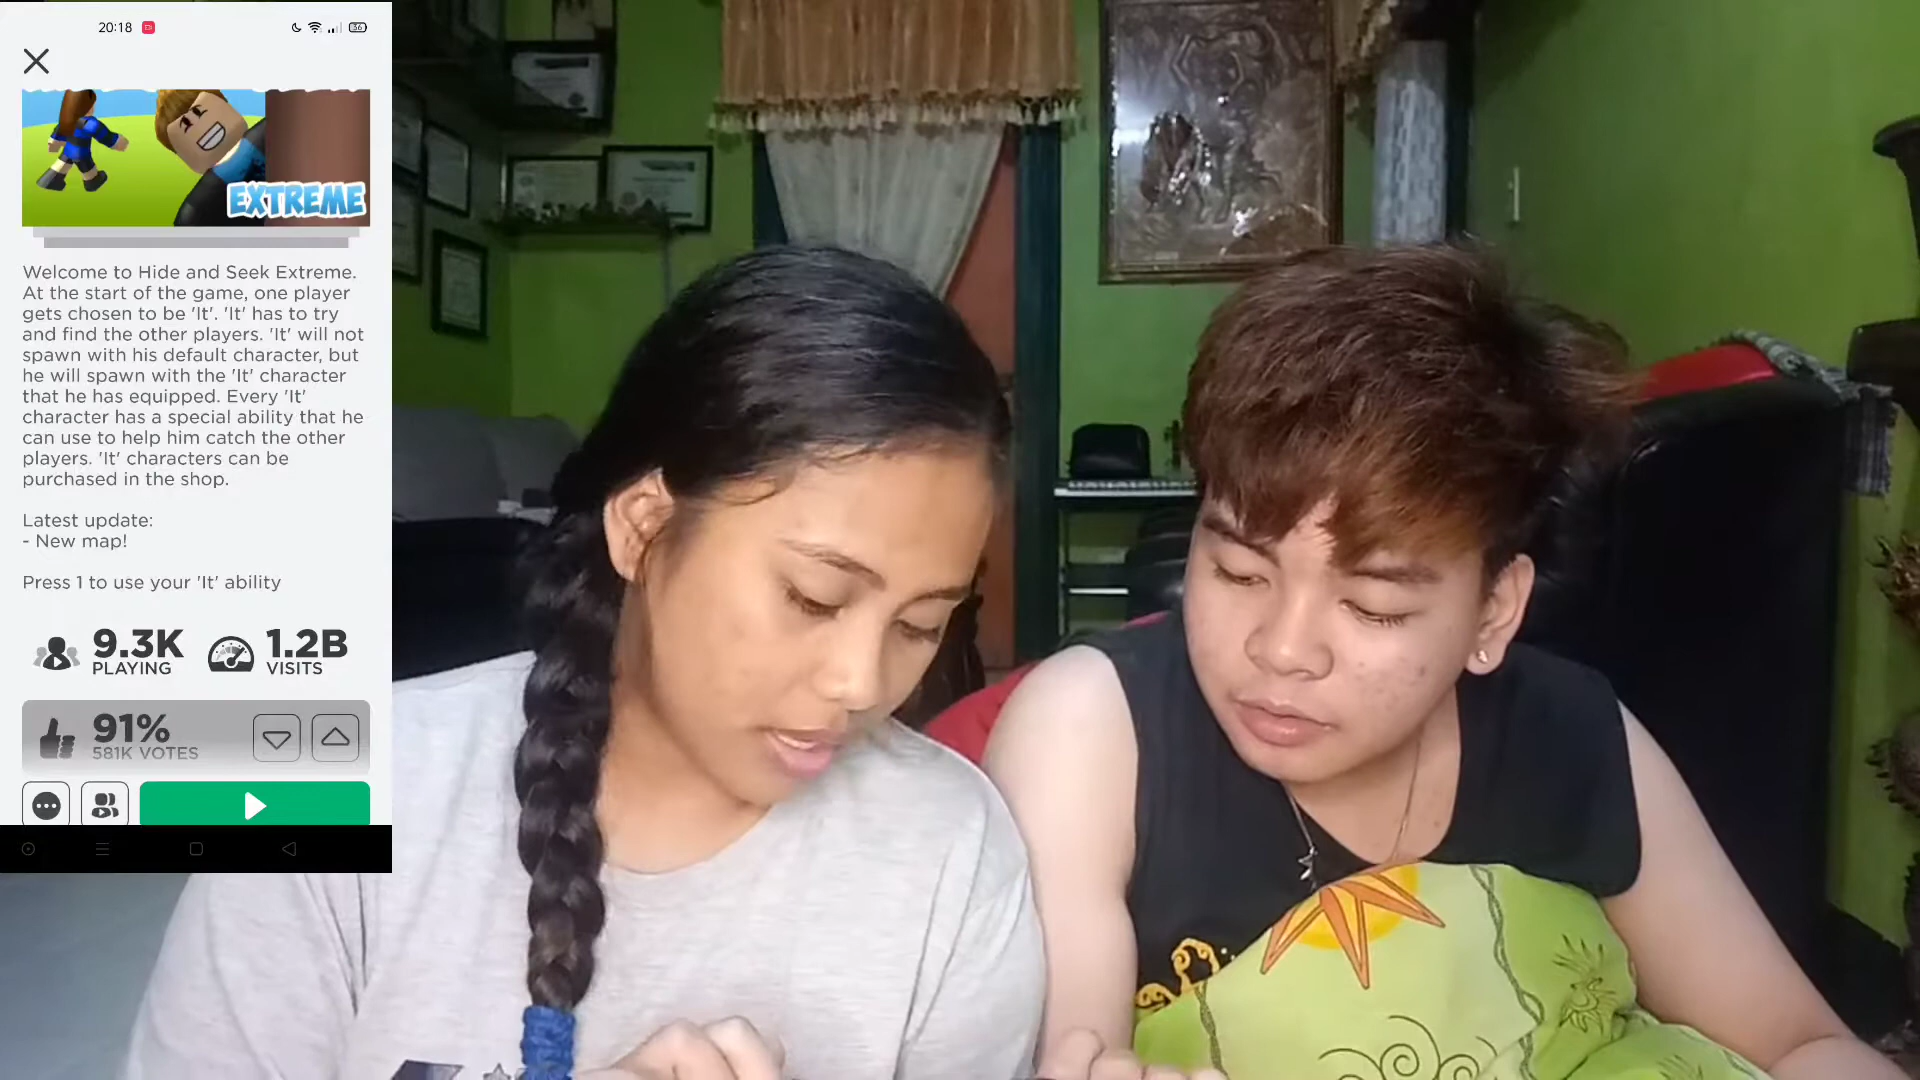 20:18
36
EXTREME
Welcome to Hide and Seek Extreme.
At the start of the game, one player
gets chosen to be 'It'. 'It' has to try
and find the other players. 'It' will not
spawn with his default character, but
he will spawn with the 'It' character
that he has equipped. Every 'It'
character has a special ability that he
can use to help him catch the other
players. 'It' characters can be
purchased in the shop.
Latest update:
- New map!
Press 1 to use your 'It' ability
9.3K
PLAYING
1.2B
VISITS
91%
581K VOTES